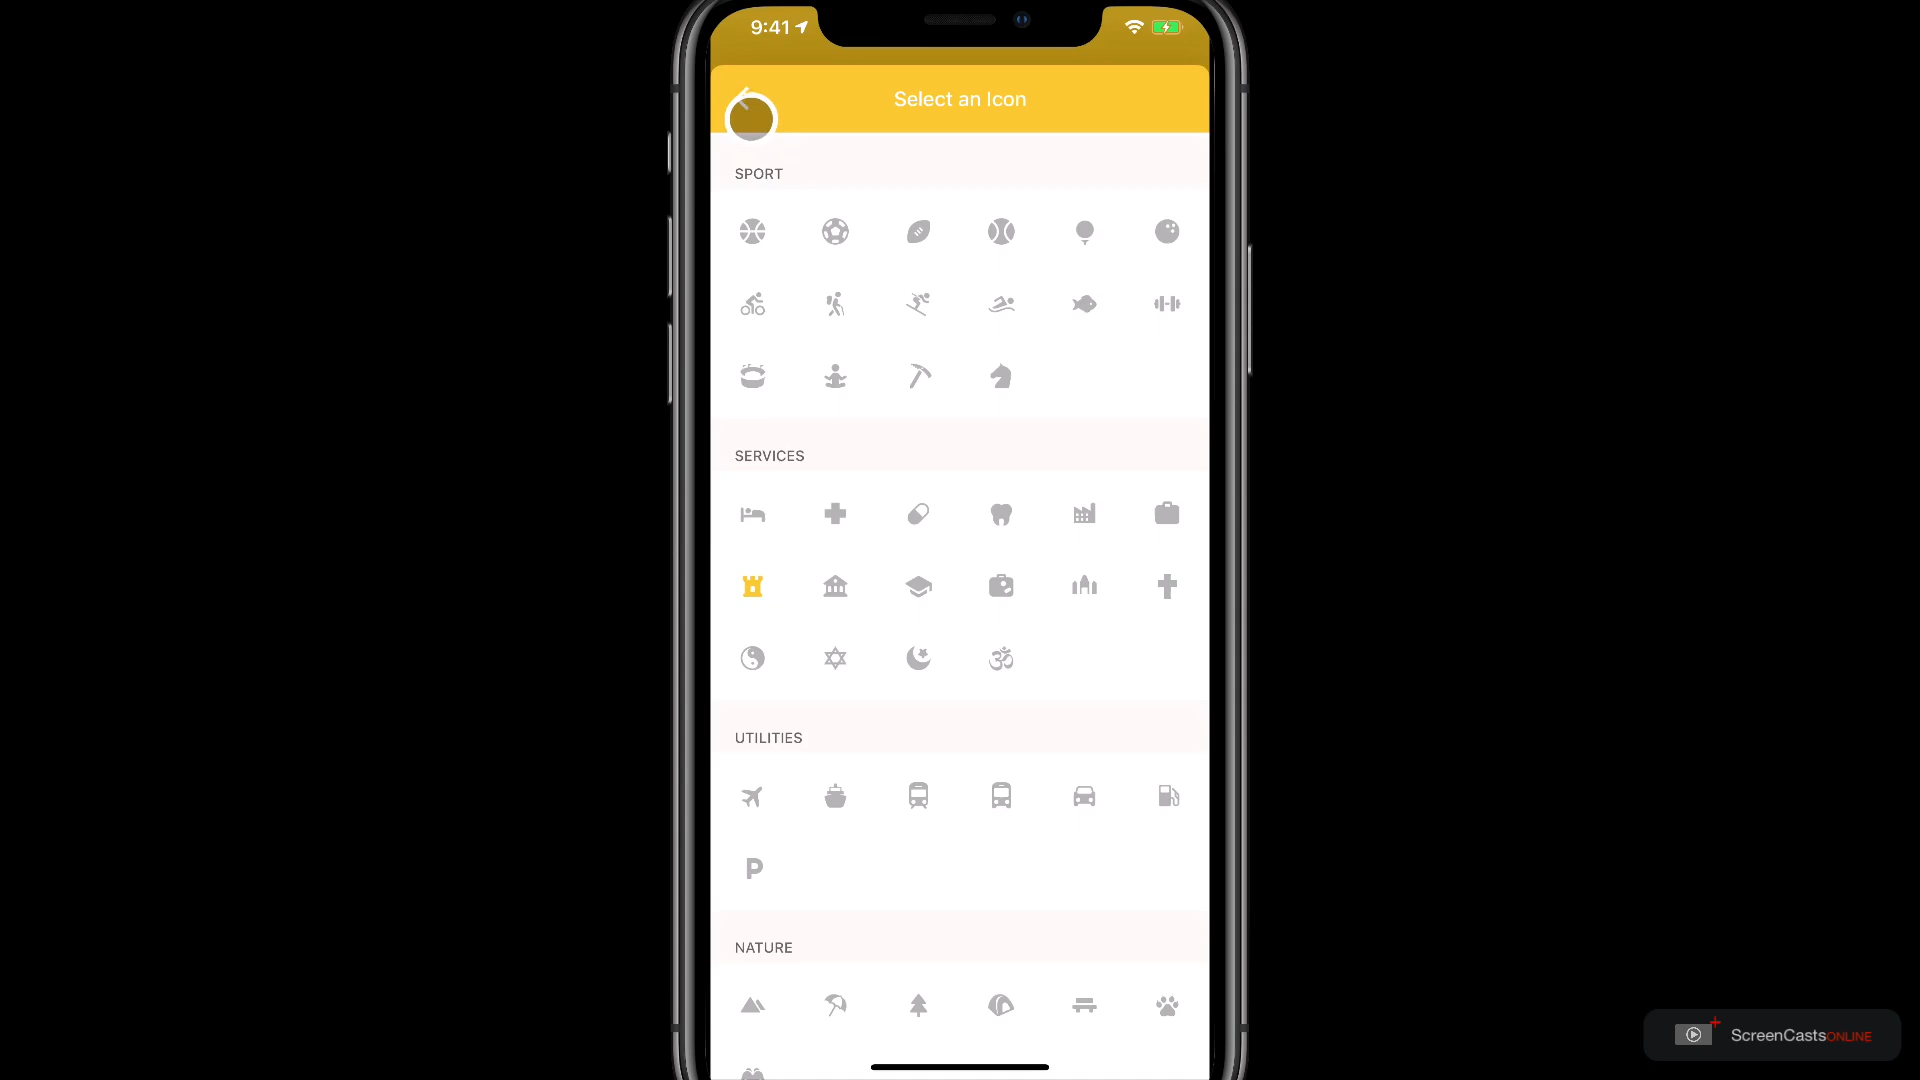 9:41
Select an Icon
SPORT
SERVICES
UTILITIES
P
NATURE
ScreenCastsONLINE